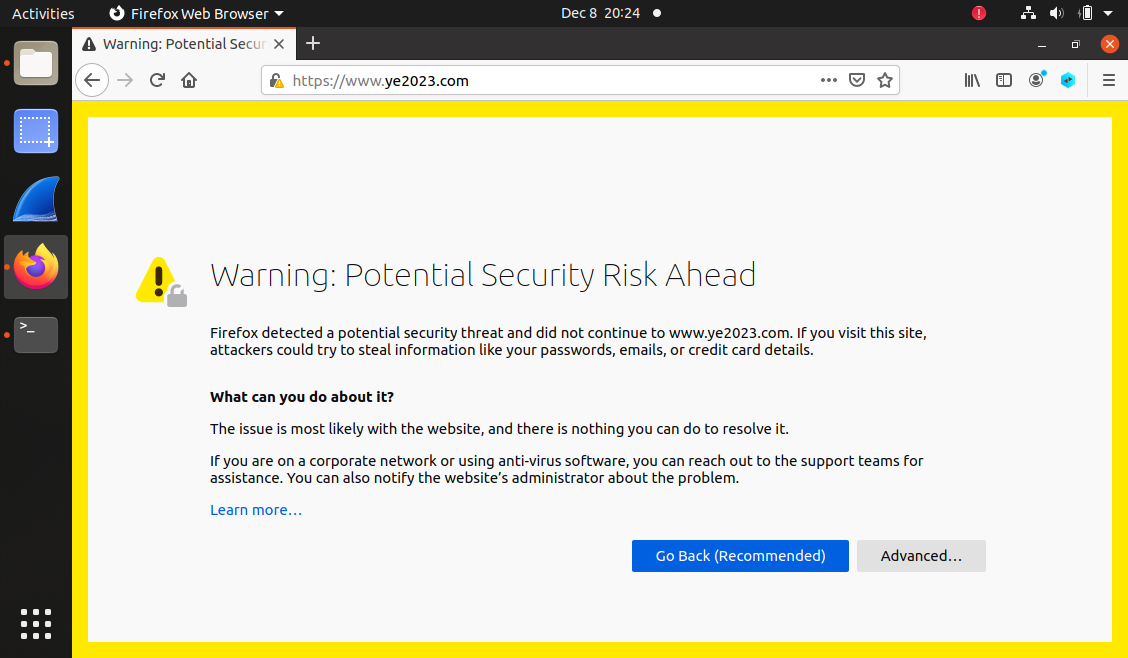 Activities
Firefox Web Browser
Dec 8 20:24
Warning: Potential Secur
https://www.ye2023.com
Warning: Potential Security Risk Ahead
Firefox detected a potential security threat and did not continue to www.ye2023.com. If you visit this site,
attackers could try to steal information like your passwords, emails, or credit card details.
What can you do about it?
The issue is most likely with the website, and there is nothing you can do to resolve it.
If you are on a corporate network or using anti-virus software, you can reach out to the support teams for
assistance. You can also notify the website’s administrator about the problem.
Learn more…
Go Back (Recommended)
Advanced…